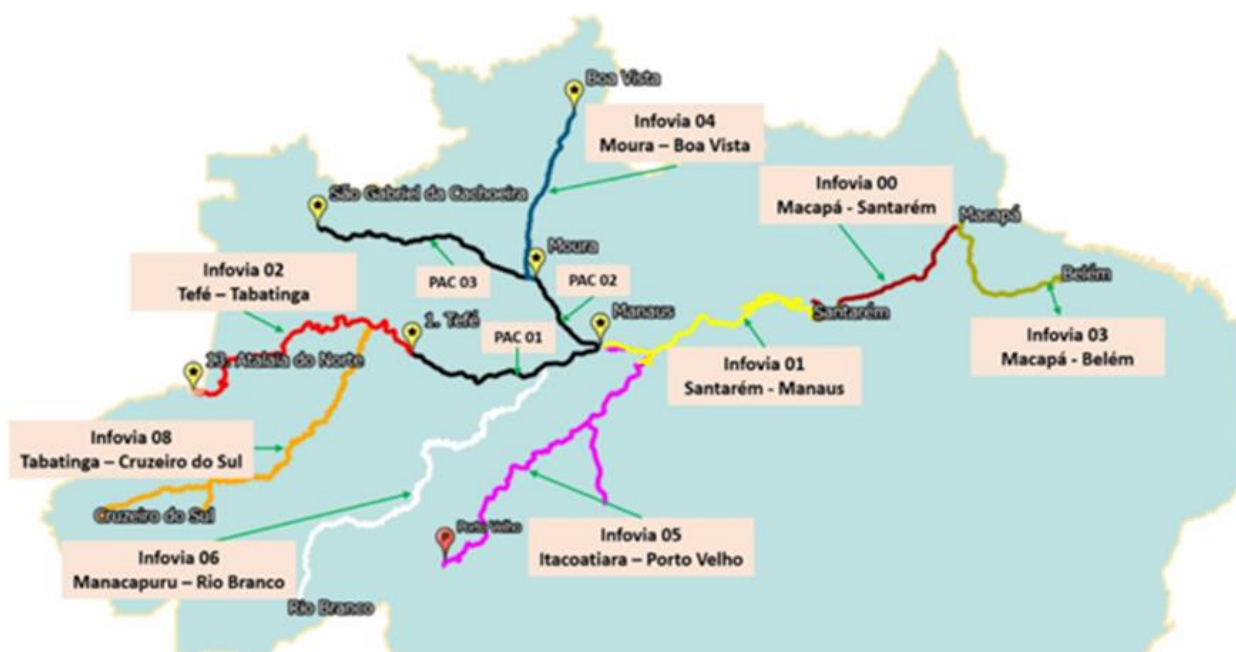 Boa Vista
Infovia 04
Moura – Boa Vista
São Gabriel da Cachoeira
Infovia 00
Macapá - Santarém
Macapá
Moura
Infovia 02
Tefé – Tabatinga
PAC 03
PAC 02
Belém
Manaus
Santarém
1. Tefé
PAC 01
Infovia 03
Macapá - Belém
13. Atalaia do Norte
Infovia 01
Santarém - Manaus
Infovia 08
Tabatinga – Cruzeiro do Sul
Cruzeiro do Sul
Porto Velho
Infovia 05
Itacoatiara – Porto Velho
Infovia 06
Manacapuru – Rio Branco
Rio Branco